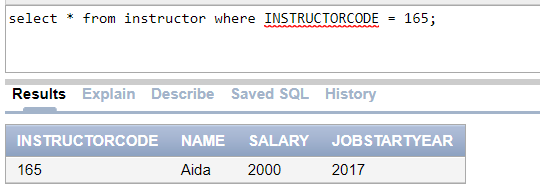 select * from instructor where INSTRUCTORCODE = 165;
Results Explain Describe Saved SQL History
INSTRUCTORCODE NAME SALARY JOBSTARTYEAR
165 Aida 2000 2017